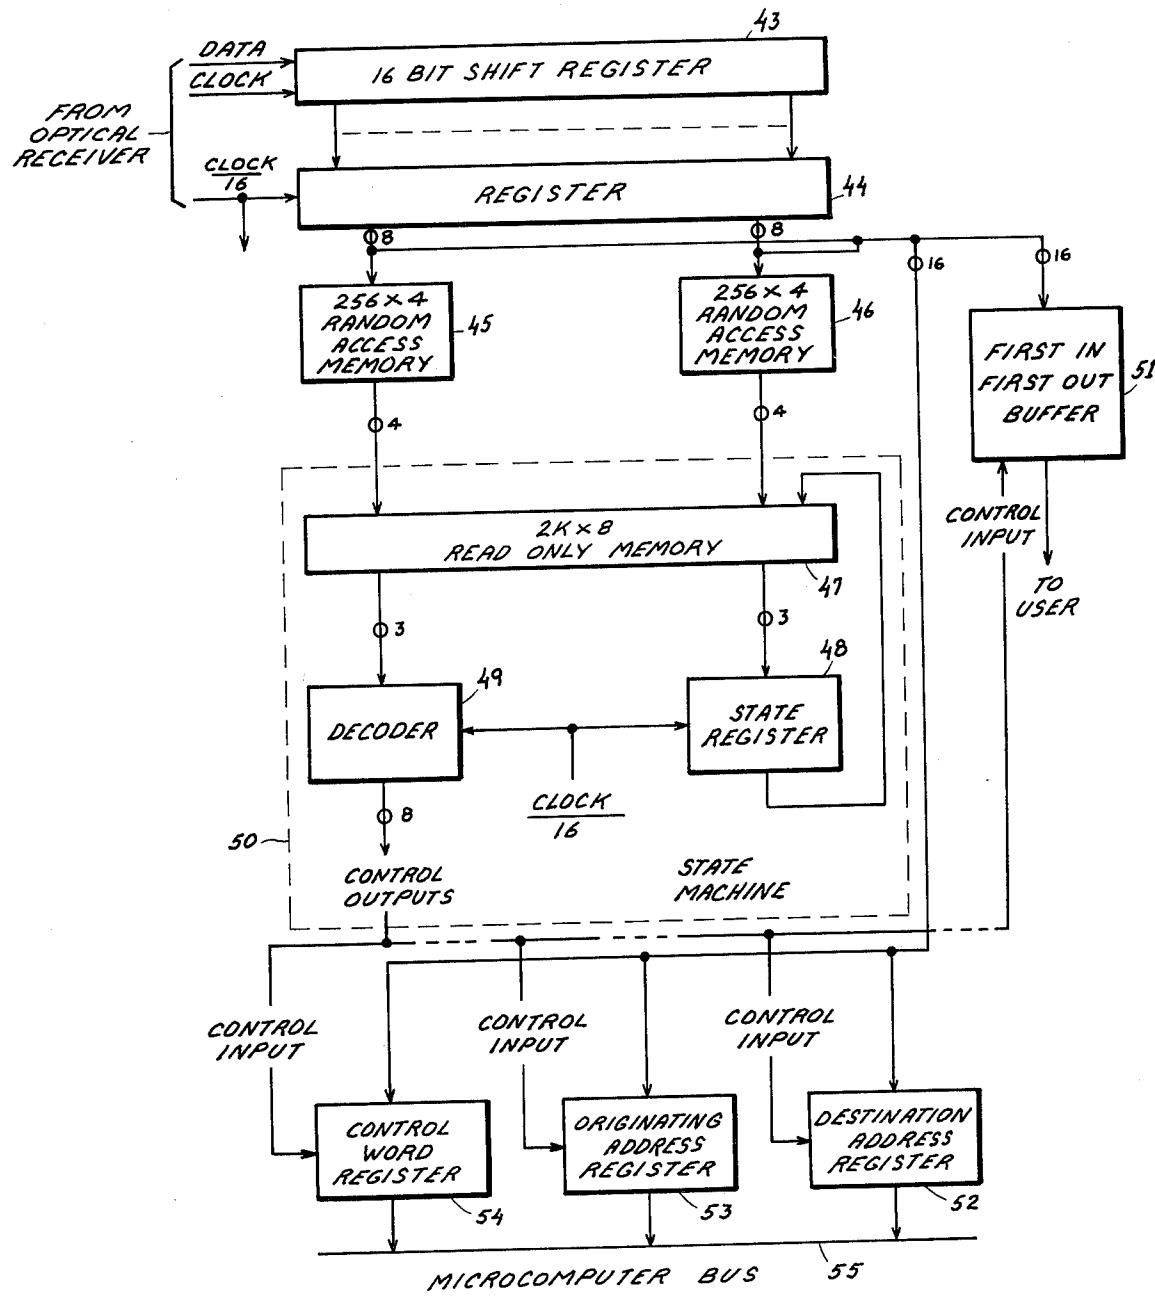 43
DATA
16 BIT SHIFT REGISTER
CLOCK
FROM
OPTICAL
RECEIVER
CLOCK
16
REGISTER
44
8
8
16
16
256 × 4
RANDOM
ACCESS
MEMORY
45
256 × 4
RANDOM
ACCESS
MEMORY
46
FIRST IN
FIRST OUT
BUFFER
51
4
4
2K × 8
READ ONLY MEMORY
47
CONTROL
INPUT
TO
USER
3
3
49
48
DECODER
STATE
REGISTER
CLOCK
16
8
50
CONTROL
OUTPUTS
STATE
MACHINE
CONTROL
INPUT
CONTROL
INPUT
CONTROL
INPUT
CONTROL
WORD
REGISTER
54
ORIGINATING
ADDRESS
REGISTER
53
DESTINATION
ADDRESS
REGISTER
52
MICROCOMPUTER BUS
55